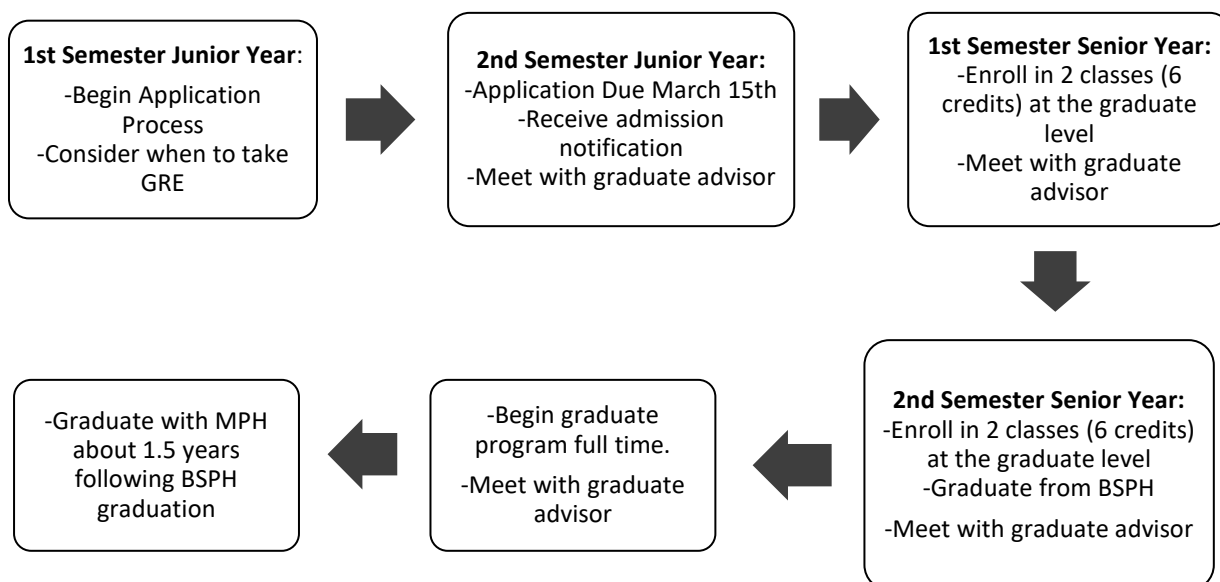 1st Semester Junior Year:
-Begin Application
Process
-Consider when to take
GRE
2nd Semester Junior Year:
-Application Due March 15th
-Receive admission
notification
-Meet with graduate advisor
1st Semester Senior Year:
-Enroll in 2 classes (6
credits) at the graduate
level
-Meet with graduate
advisor
2nd Semester Senior Year:
-Enroll in 2 classes (6 credits)
at the graduate level
-Graduate from BSPH
-Meet with graduate advisor
-Begin graduate
program full time.
-Meet with graduate
advisor
-Graduate with MPH
about 1.5 years
following BSPH
graduation